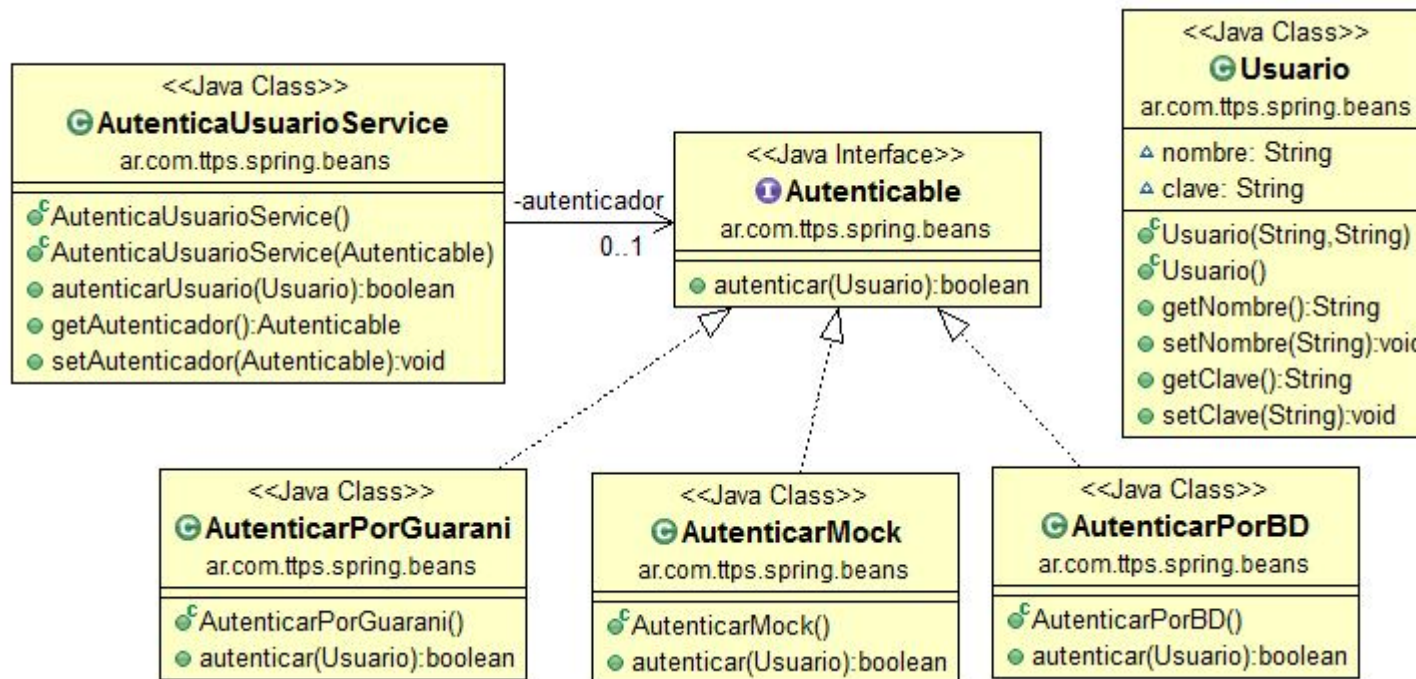 <<Java Class>>
AutenticaUsuarioService
ar.com.ttps.spring.beans
AutenticaUsuarioService()
AutenticaUsuarioService(Autenticable)
autenticarUsuario(Usuario):boolean
getAutenticador():Autenticable
setAutenticador(Autenticable):void
-autenticador
0..1
<<Java Interface>>
Autenticable
ar.com.ttps.spring.beans
autenticar(Usuario):boolean
<<Java Class>>
Usuario
ar.com.ttps.spring.beans
nombre: String
clave: String
Usuario(String,String)
Usuario()
getNombre():String
setNombre(String):void
getClave():String
setClave(String):void
<<Java Class>>
AutenticarPorGuarani
ar.com.ttps.spring.beans
AutenticarPorGuarani()
autenticar(Usuario):boolean
<<Java Class>>
AutenticarMock
ar.com.ttps.spring.beans
AutenticarMock()
autenticar(Usuario):boolean
<<Java Class>>
AutenticarPorBD
ar.com.ttps.spring.beans
AutenticarPorBD()
autenticar(Usuario):boolean